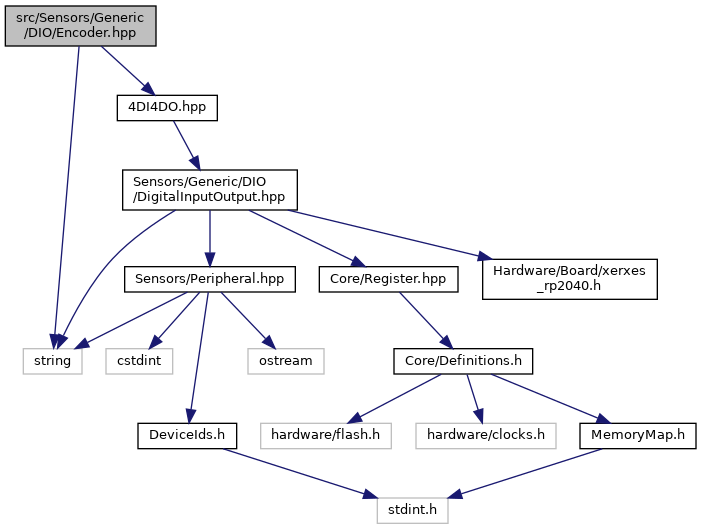 src/Sensors/Generic
/DIO/Encoder.hpp
4DI4DO.hpp
Sensors/Generic/DIO
/DigitalInputOutput.hpp
Sensors/Peripheral.hpp
Core/Register.hpp
Hardware/Board/xerxes
_rp2040.h
string
cstdint
ostream
Core/Definitions.h
DeviceIds.h
hardware/flash.h
hardware/clocks.h
MemoryMap.h
stdint.h